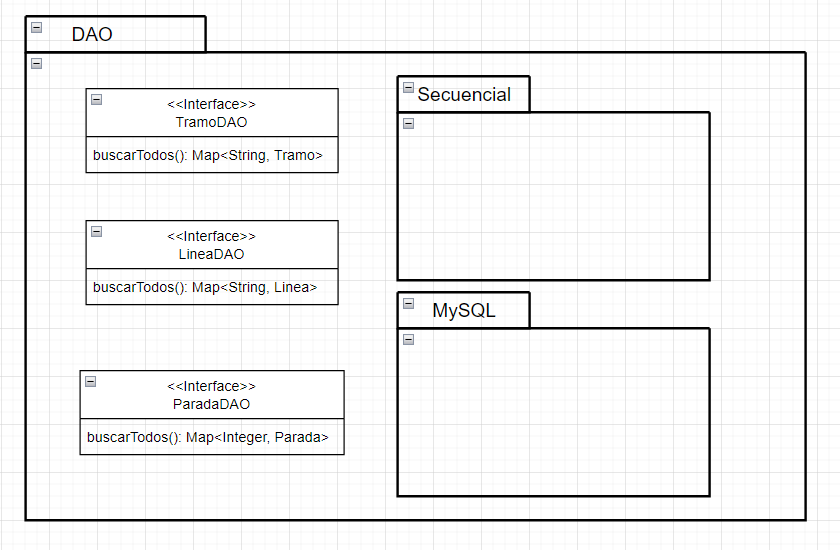 DAO
<<Interface>>
TramoDAO
buscarTodos(): Map<String, Tramo>
<<Interface>>
LineaDAO
buscarTodos(): Map<String, Linea>
<<Interface>>
ParadaDAO
buscarTodos(): Map<Integer, Parada>
Secuencial
MySQL